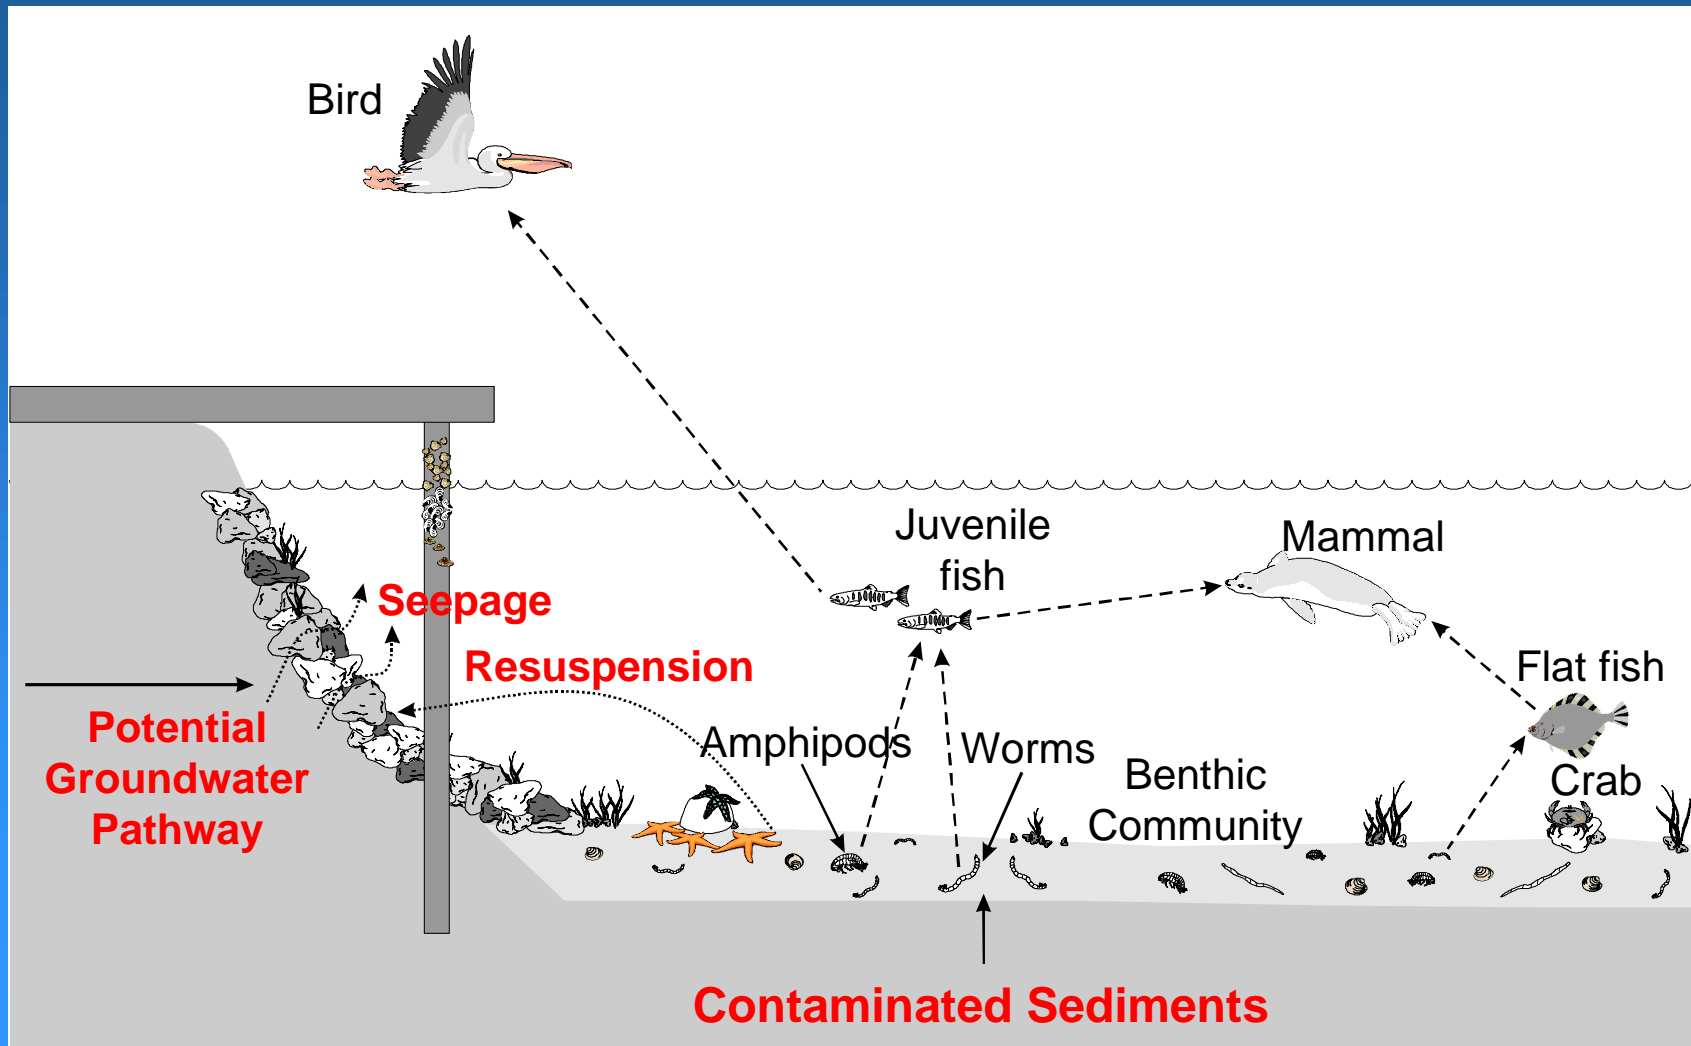 Bird
Juvenile
fish
Mammal
Seepage
Resuspension
Flat fish
Potential
Groundwater
Pathway
Amphipods
Worms
Benthic
Community
Crab
Contaminated Sediments